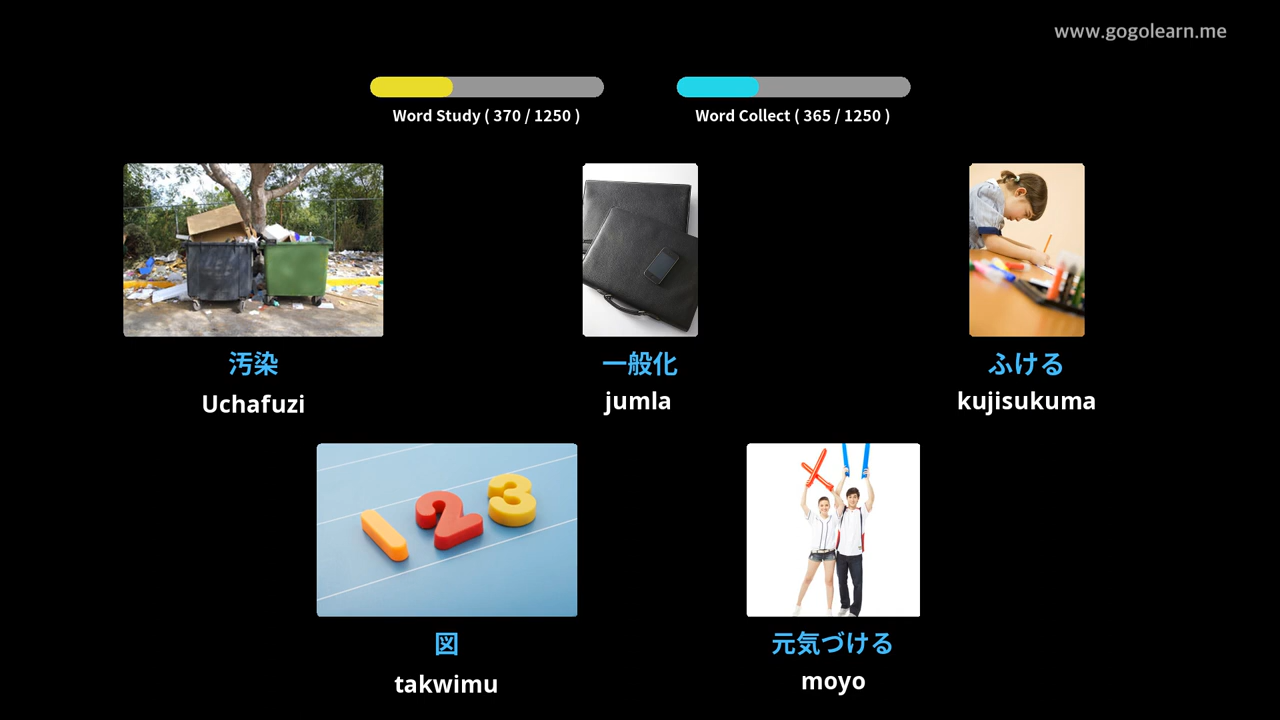 www.gogolearn.me
Word Study ( 370 / 1250 )
Word Collect ( 365 / 1250 )
汚染
Uchafuzi
一般化
jumla
ふける
kujisukuma
123
図
takwimu
元気づける
moyo